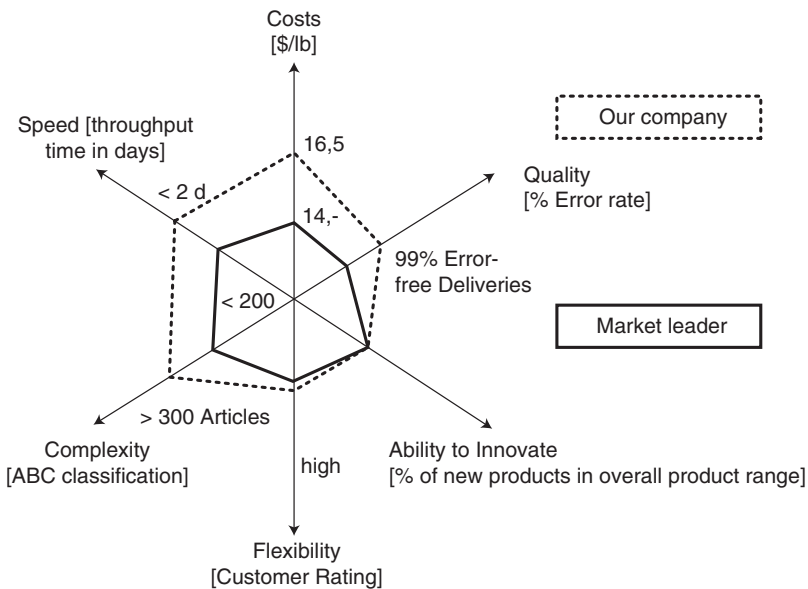 Costs
[$/lb]
Our company
Speed [throughput
time in days]
16,5
Quality
[% Error rate]
< 2 d
14,-
99% Error-
free Deliveries
< 200
Market leader
> 300 Articles
Complexity
[ABC classification]
Ability to Innovate
[% of new products in overall product range]
high
Flexibility
[Customer Rating]